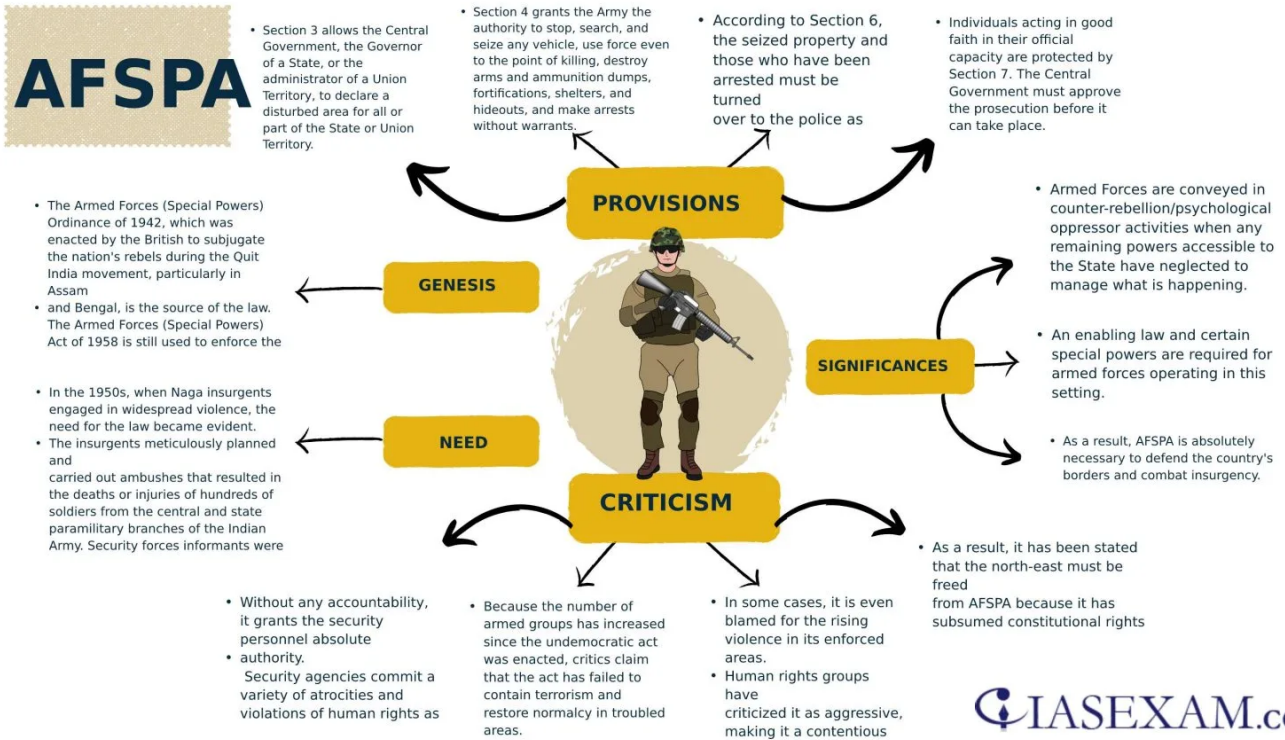 AFSPA
• Section 3 allows the Central
Government, the Governor
of a State, or the
administrator of a Union
Territory, to declare a
disturbed area for all or
part of the State or Union
Territory.
• Section 4 grants the Army the
authority to stop, search, and
seize any vehicle, use force even
to the point of killing, destroy
arms and ammunition dumps,
fortifications, shelters, and
hideouts, and make arrests
without warrants.
• According to Section 6,
the seized property and
those who have been
arrested must be
turned
over to the police as
• Individuals acting in good
faith in their official
capacity are protected by
Section 7. The Central
Government must approve
the prosecution before it
can take place.
PROVISIONS
• The Armed Forces (Special Powers)
Ordinance of 1942, which was
enacted by the British to subjugate
the nation's rebels during the Quit
India movement, particularly in
Assam
• and Bengal, is the source of the law.
The Armed Forces (Special Powers)
Act of 1958 is still used to enforce the
GENESIS
• In the 1950s, when Naga insurgents
engaged in widespread violence, the
need for the law became evident.
• The insurgents meticulously planned
and
carried out ambushes that resulted in
the deaths or injuries of hundreds of
soldiers from the central and state
paramilitary branches of the Indian
Army. Security forces informants were
NEED
SIGNIFICANCES
• Armed Forces are conveyed in
counter-rebellion/psychological
oppressor activities when any
remaining powers accessible to
the State have neglected to
manage what is happening.
• An enabling law and certain
special powers are required for
armed forces operating in this
setting.
• As a result, AFSPA is absolutely
necessary to defend the country's
borders and combat insurgency.
CRITICISM
• Without any accountability,
it grants the security
personnel absolute
• authority.
Security agencies commit a
variety of atrocities and
violations of human rights as
• Because the number of
armed groups has increased
since the undemocratic act
was enacted, critics claim
that the act has failed to
contain terrorism and
restore normalcy in troubled
areas.
• In some cases, it is even
blamed for the rising
violence in its enforced
areas.
• Human rights groups
have
criticized it as aggressive,
making it a contentious
• As a result, it has been stated
that the north-east must be
freed
from AFSPA because it has
subsumed constitutional rights
IASEXAM.co